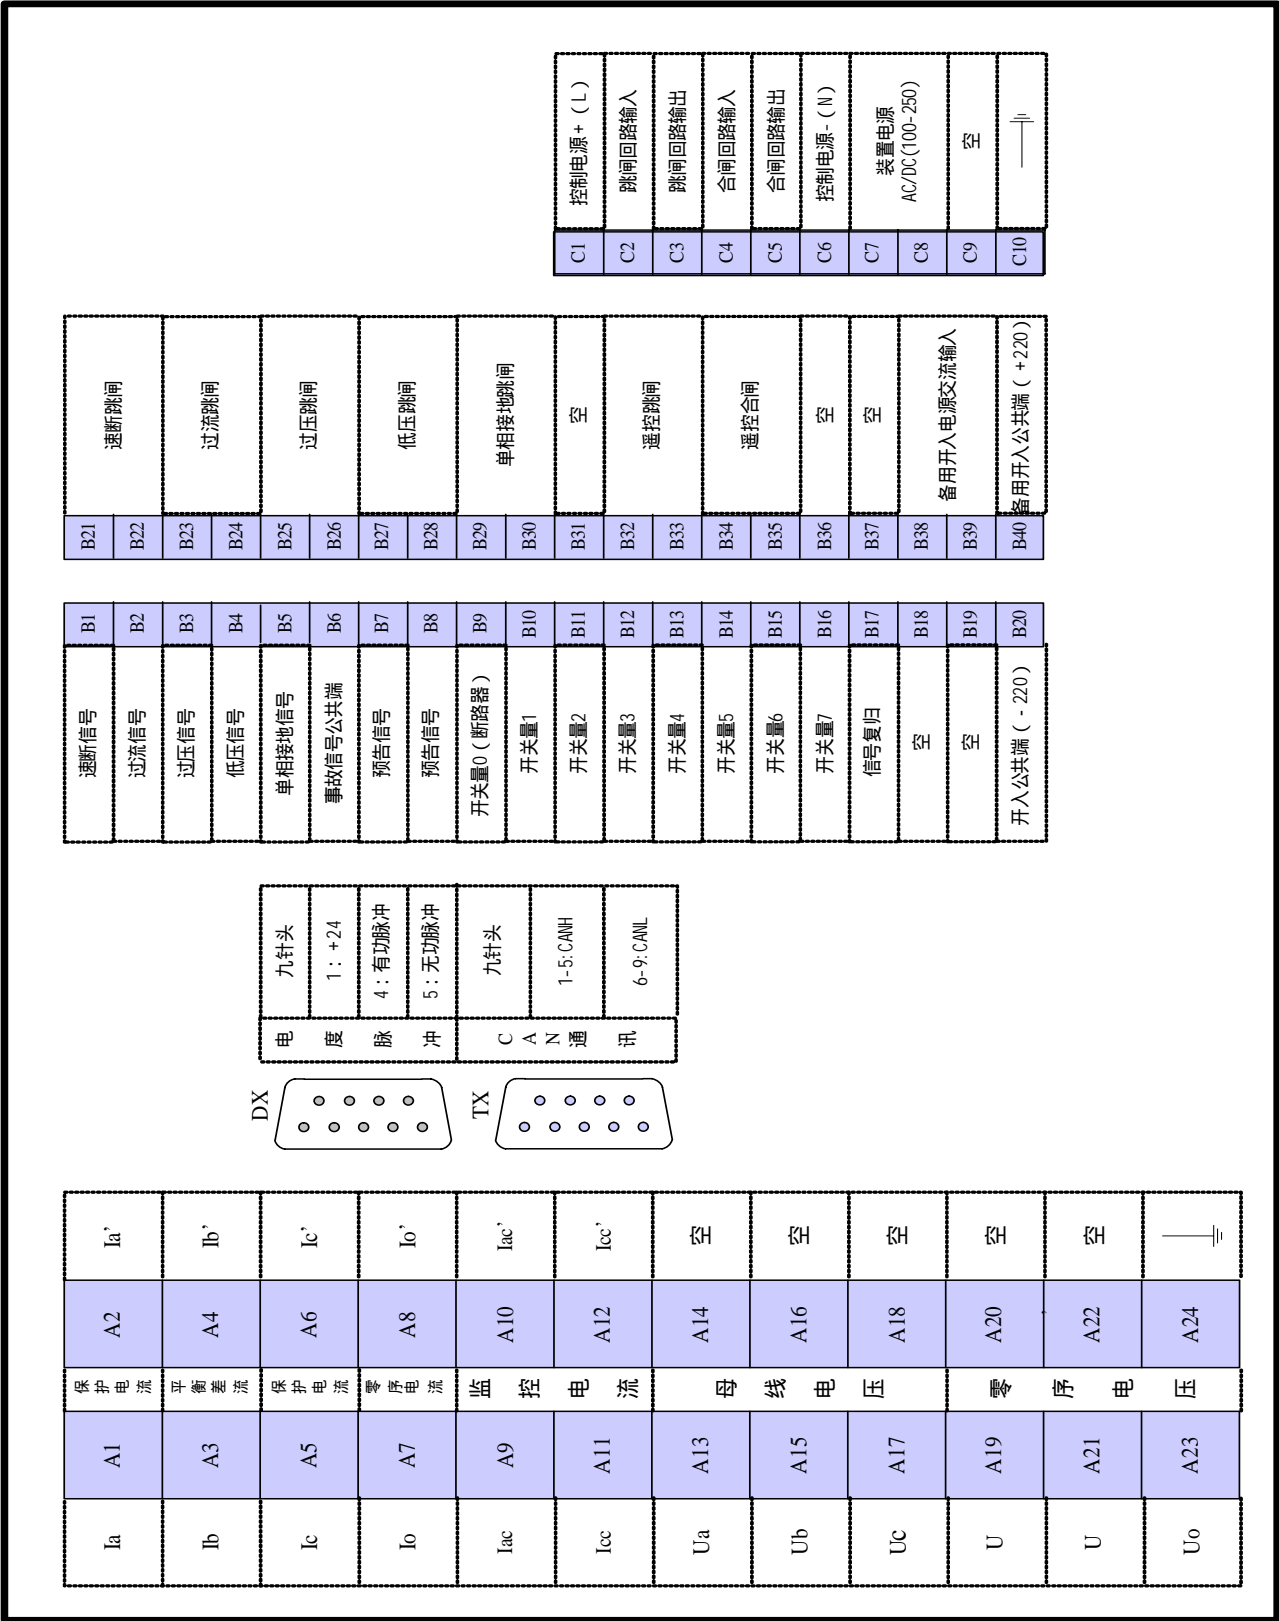 控制电源+（L）
跳闸回路输入
跳闸回路输出
合闸回路输入
合闸回路输出
控制电源-（N）
装置电源
AC/DC(100-250)
空
C1
C2
C3
C4
C5
C6
C7
C8
C9
C10
速断跳闸
过流跳闸
过压跳闸
低压跳闸
单相接地跳闸
空
遥控跳闸
遥控合闸
空
空
备用开入电源交流输入
备用开入公共端（+220）
B21
B22
B23
B24
B25
B26
B27
B28
B29
B30
B31
B32
B33
B34
B35
B36
B37
B38
B39
B40
B1
B2
B3
B4
B5
B6
B7
B8
B9
B10
B11
B12
B13
B14
B15
B16
B17
B18
B19
B20
速断信号
过流信号
过压信号
低压信号
单相接地信号
事故信号公共端
预告信号
预告信号
开关量0（断路器）
开关量1
开关量2
开关量3
开关量4
开关量5
开关量6
开关量7
信号复归
空
空
开入公共端（-220）
九针头
1：+24
4：有功脉冲
5：无功脉冲
九针头
1-5:CANH
6-9:CANL
电度脉冲
CAN通讯
DX
TX
Ia’
Ib’
Ic’
Io’
Iac’
Icc’
空
空
空
空
空
A2
A4
A6
A8
A10
A12
A14
A16
A18
A20
A22
A24
保护电流
平衡差流
保护电流
零序电流
监控电流
母线电压
零序电压
A1
A3
A5
A7
A9
A11
A13
A15
A17
A19
A21
A23
Ia
Ib
Ic
Io
Iac
Icc
Ua
Ub
Uc
U
U
Uo